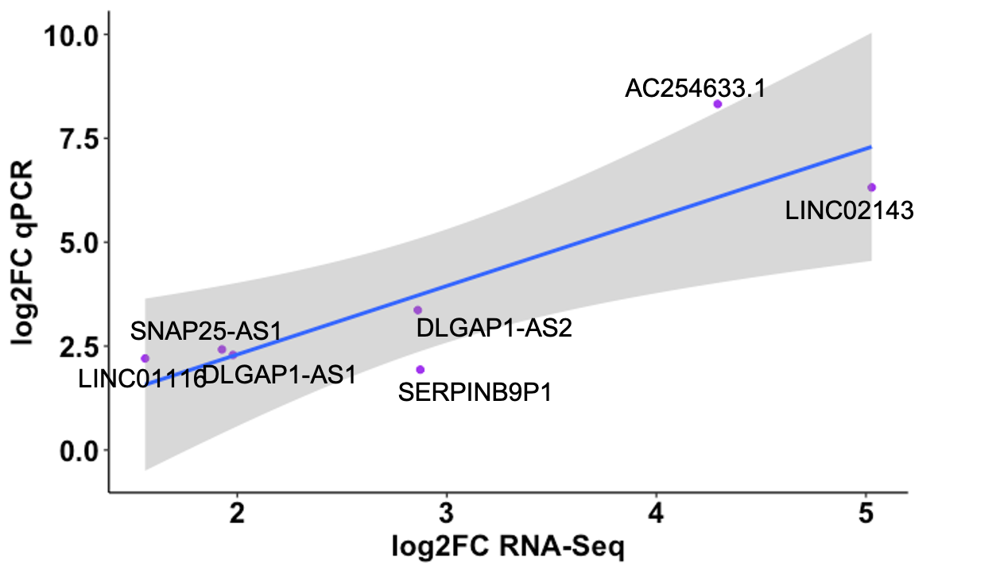 10.0
7.5
5.0
2.5
0.0
log2FC qPCR
AC254633.1
LINC02143
DLGAP1-AS2
SNAP25-AS1
LINC01116
DLGAP1-AS1
SERPINB9P1
2
3
4
5
log2FC RNA-Seq